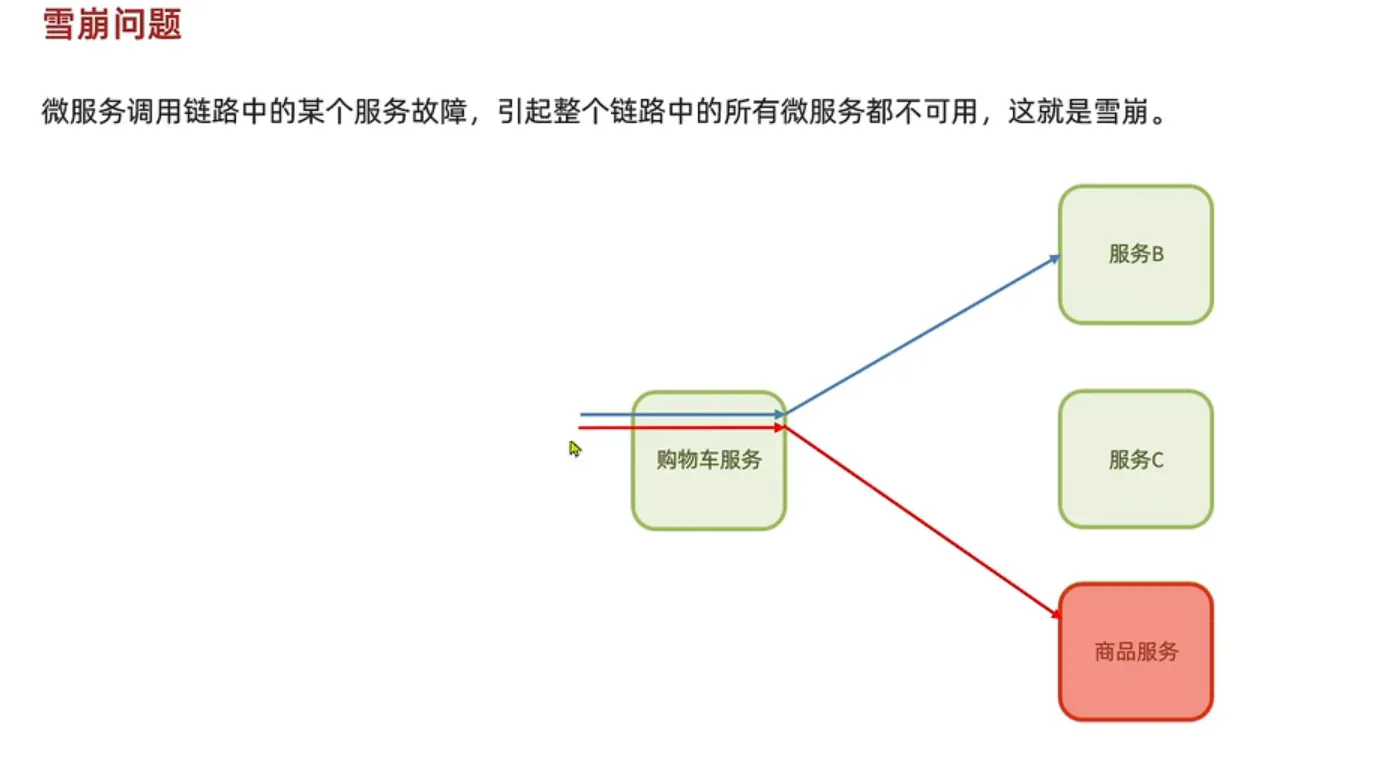 雪崩问题
微服务调用链路中的某个服务故障，引起整个链路中的所有微服务都不可用，这就是雪崩。
服务B
购物车服务
服务C
商品服务